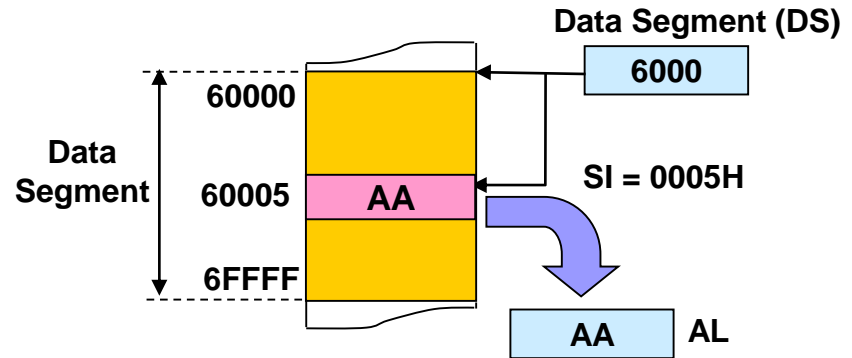 Data Segment (DS)
6000
60000
Data
Segment
60005
AA
SI = 0005H
6FFFF
AA
AL